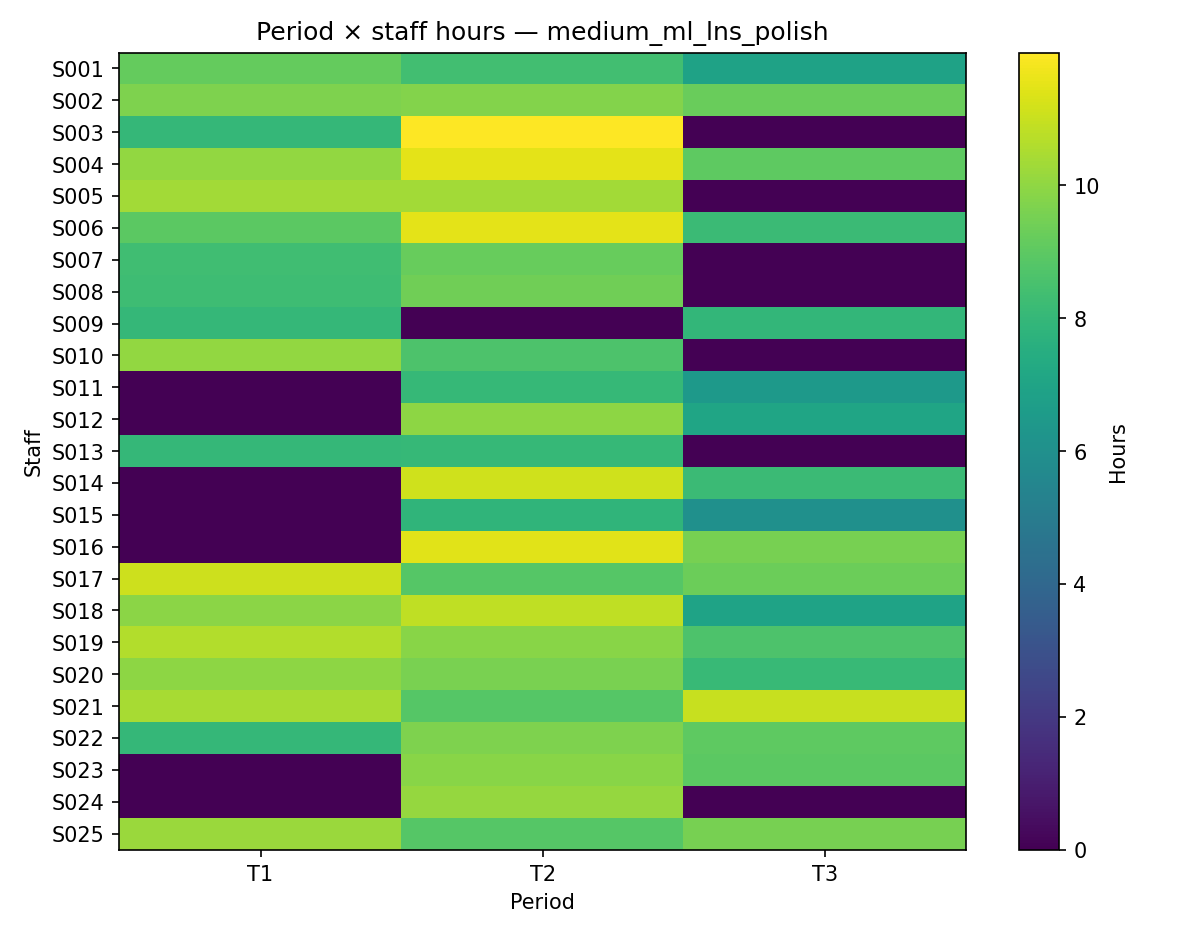 Period × staff hours — medium_ml_lns_polish
S001
S002
S003
S004
S005
S006
S007
S008
S009
S010
S011
S012
S013
S014
S015
S016
S017
S018
S019
S020
S021
S022
S023
S024
S025
Staff
T1 T2 T3
Period
10
8
6
4
2
0
Hours